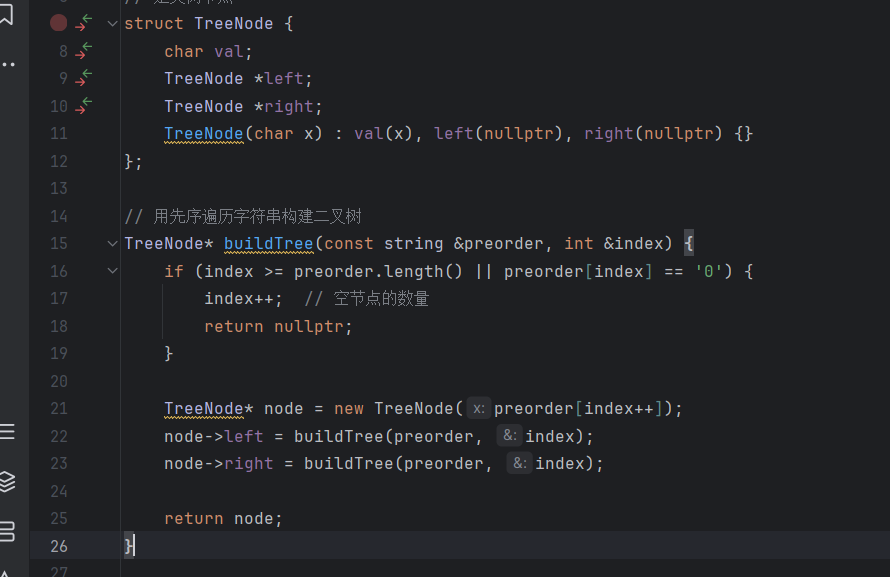 struct TreeNode {
8 char val;
9 TreeNode *left;
10 TreeNode *right;
11 TreeNode(char x) : val(x), left(nullptr), right(nullptr) {}
12 };
13
14 // 用先序遍历字符串构建二叉树
15 TreeNode* buildTree(const string &preorder, int &index) {
16 if (index >= preorder.length() || preorder[index] == '0') {
17 index++;  // 空节点的数量
18 return nullptr;
19 }
20
21 TreeNode* node = new TreeNode( x: preorder[index++]);
22 node->left = buildTree(preorder, &: index);
23 node->right = buildTree(preorder, &: index);
24
25 return node;
26 }
27